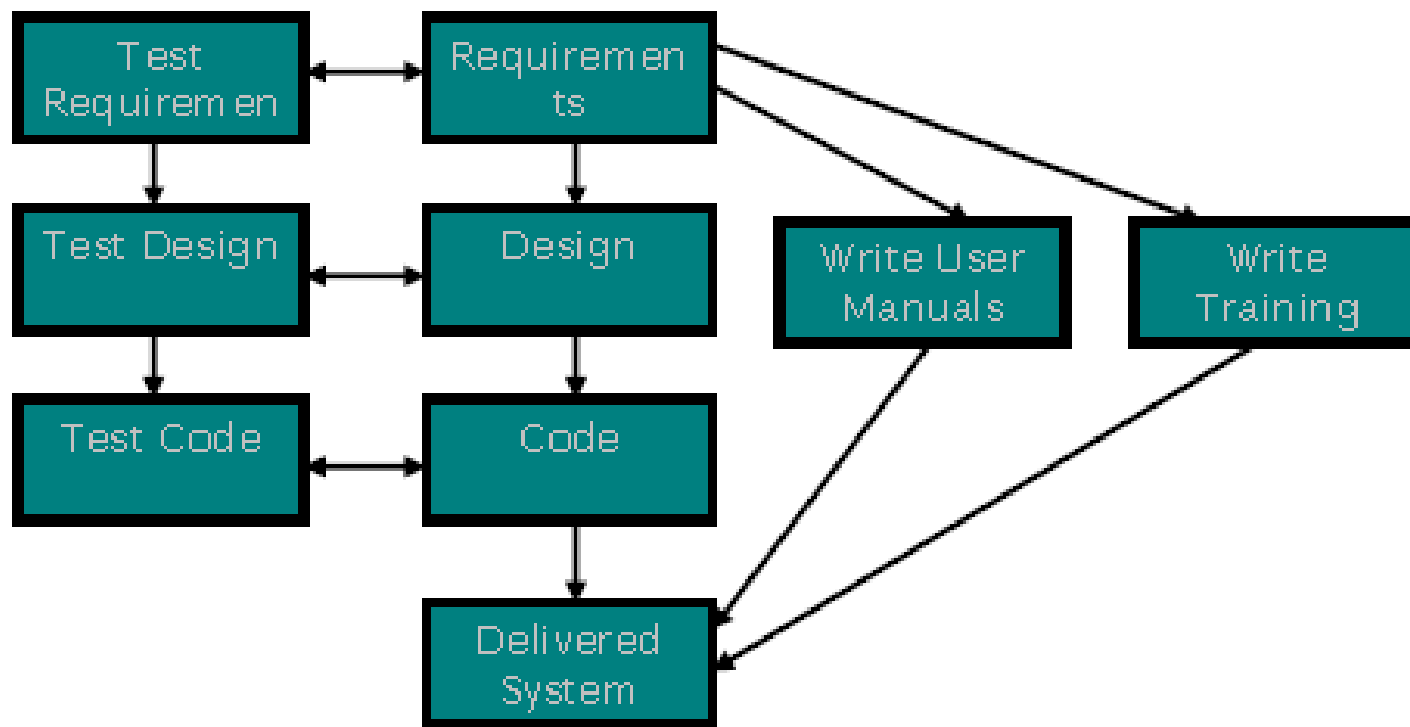 Test
Requiremen
Requiremen
ts
Test Design
Design
Write User
Manuals
Write
Training
Test Code
Code
Delivered
System